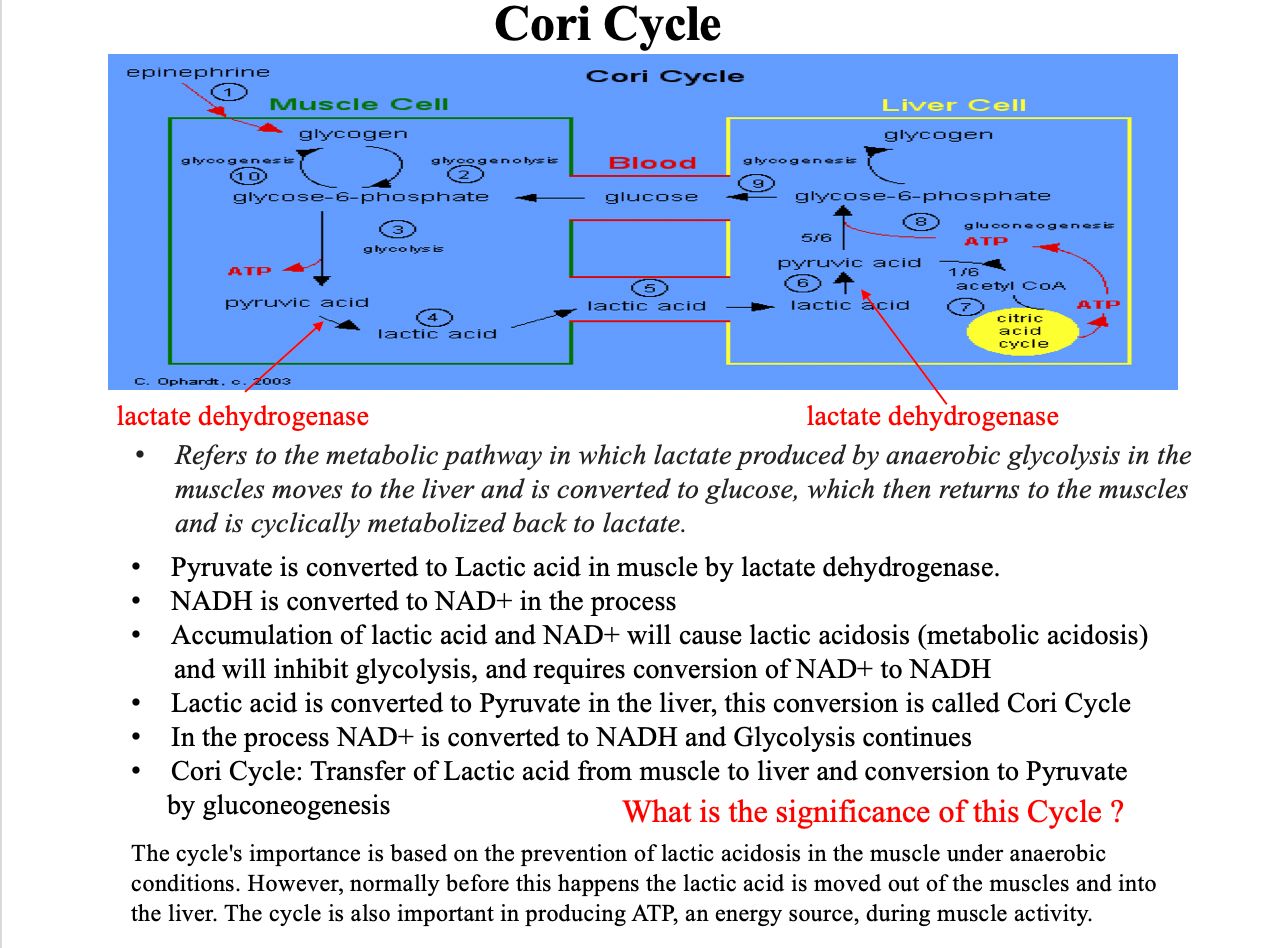 Cori Cycle
epinephrine
1
Cori Cycle
Muscle Cell
Liver Cell
glycogen
glycogen
glycogenesis
glycogenolysis
Blood
glycogenesis
10
2
9
glycose-6-phosphate
glucose
glycose-6-phosphate
3
8
gluconeogenesis
glycolysis
5/6
ATP
ATP
pyruvic acid
1/6
acetyl CoA
pyruvic acid
5
6
lactic acid
lactic acid
7
ATP
4
lactic acid
citric
acid
cycle
C. Ophardt, c. 2003
lactate dehydrogenase
lactate dehydrogenase
• Refers to the metabolic pathway in which lactate produced by anaerobic glycolysis in the
muscles moves to the liver and is converted to glucose, which then returns to the muscles
and is cyclically metabolized back to lactate.
• Pyruvate is converted to Lactic acid in muscle by lactate dehydrogenase.
• NADH is converted to NAD+ in the process
• Accumulation of lactic acid and NAD+ will cause lactic acidosis (metabolic acidosis)
and will inhibit glycolysis, and requires conversion of NAD+ to NADH
• Lactic acid is converted to Pyruvate in the liver, this conversion is called Cori Cycle
• In the process NAD+ is converted to NADH and Glycolysis continues
• Cori Cycle: Transfer of Lactic acid from muscle to liver and conversion to Pyruvate
by gluconeogenesis
What is the significance of this Cycle ?
The cycle's importance is based on the prevention of lactic acidosis in the muscle under anaerobic
conditions. However, normally before this happens the lactic acid is moved out of the muscles and into
the liver. The cycle is also important in producing ATP, an energy source, during muscle activity.